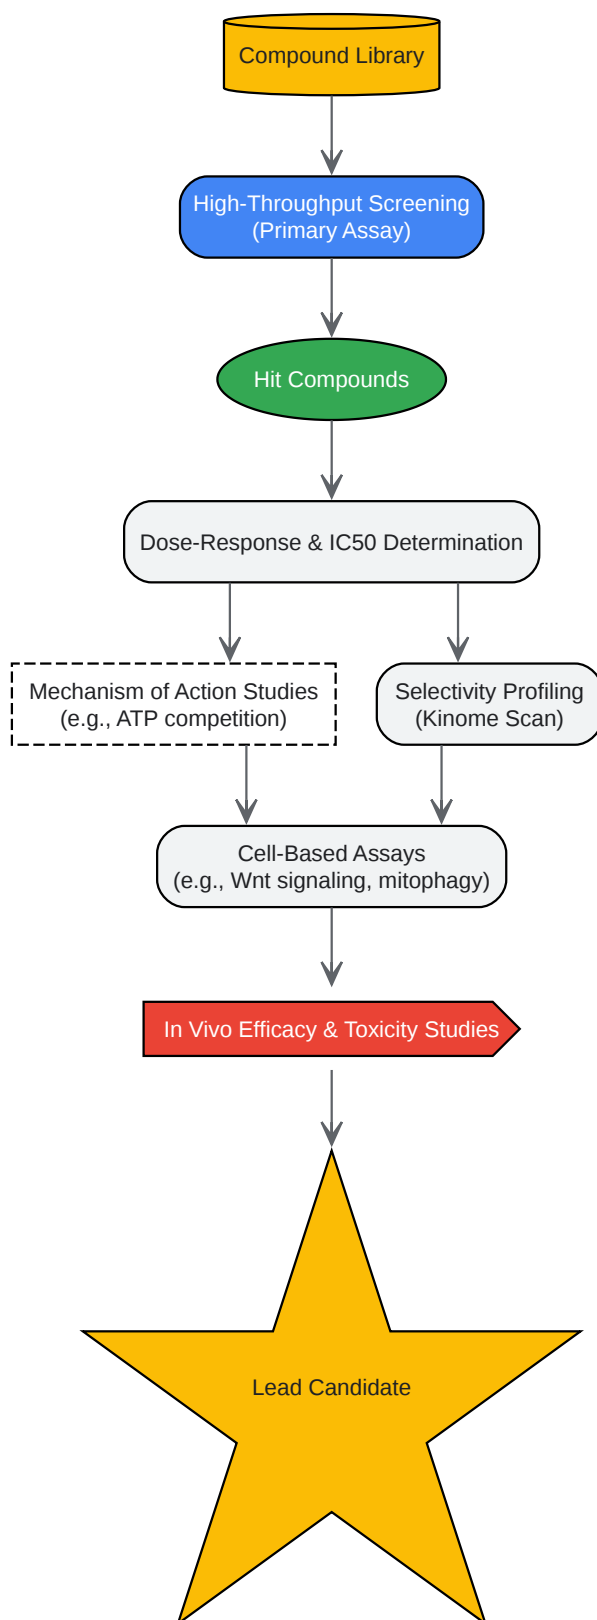 Compound Library
High-Throughput Screening
(Primary Assay)
Hit Compounds
Dose-Response & IC50 Determination
Mechanism of Action Studies
(e.g., ATP competition)
Selectivity Profiling
(Kinome Scan)
Cell-Based Assays
(e.g., Wnt signaling, mitophagy)
In Vivo Efficacy & Toxicity Studies
Lead Candidate